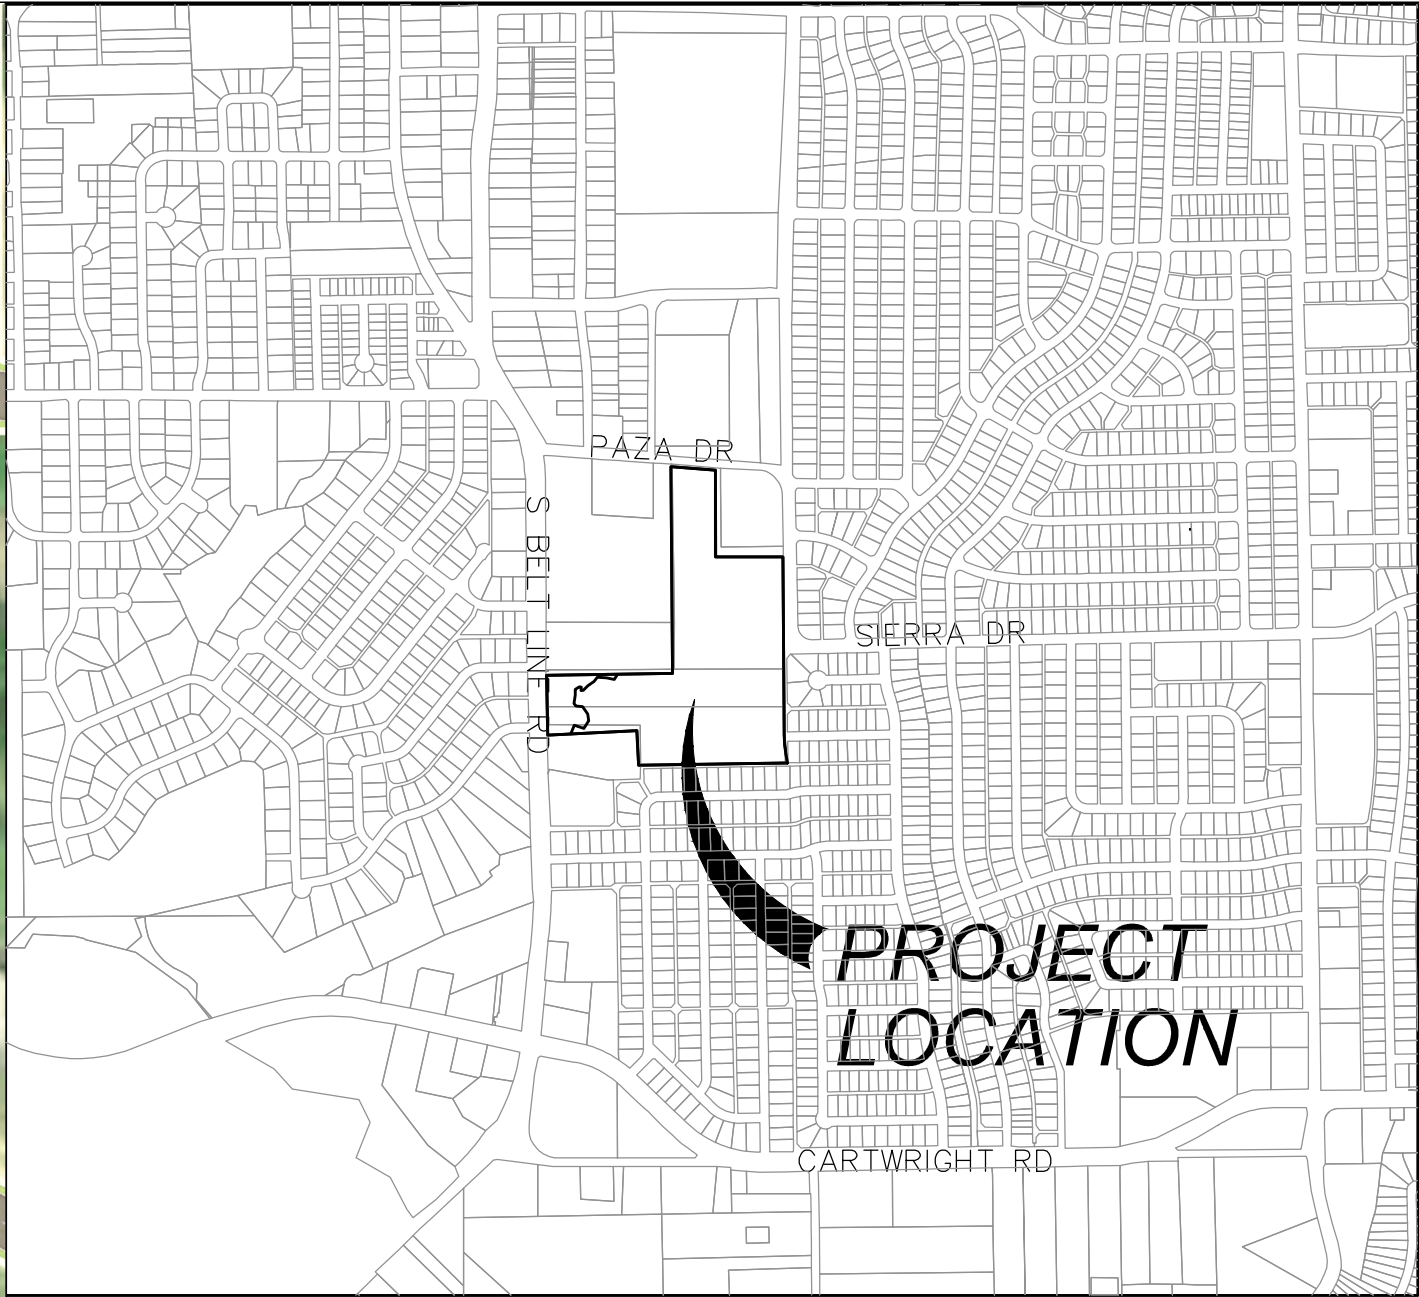 PAZA DR
S BELT LINE RD
SIERRA DR
PROJECT
LOCATION
CARTWRIGHT RD